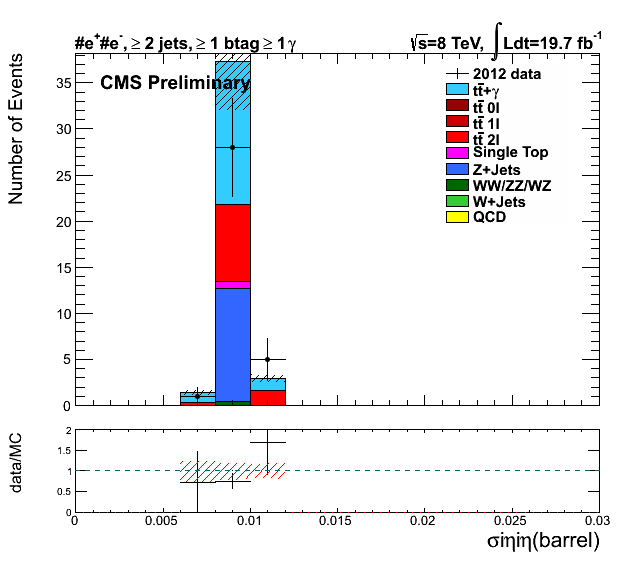 #e⁺#e⁻, ≥ 2 jets, ≥ 1 btag ≥ 1 γ
√s=8 TeV, ∫Ldt=19.7 fb⁻¹
CMS Preliminary
Number of Events
35
30
25
20
15
10
5
0
2012 data
tt̄+γ
tt̄ 0l
tt̄ 1l
tt̄ 2l
Single Top
Z+Jets
WW/ZZ/WZ
W+Jets
QCD
data/MC
2
1.5
1
0.5
0
0 0.005 0.01 0.015 0.02 0.025 0.03
σiηiη(barrel)